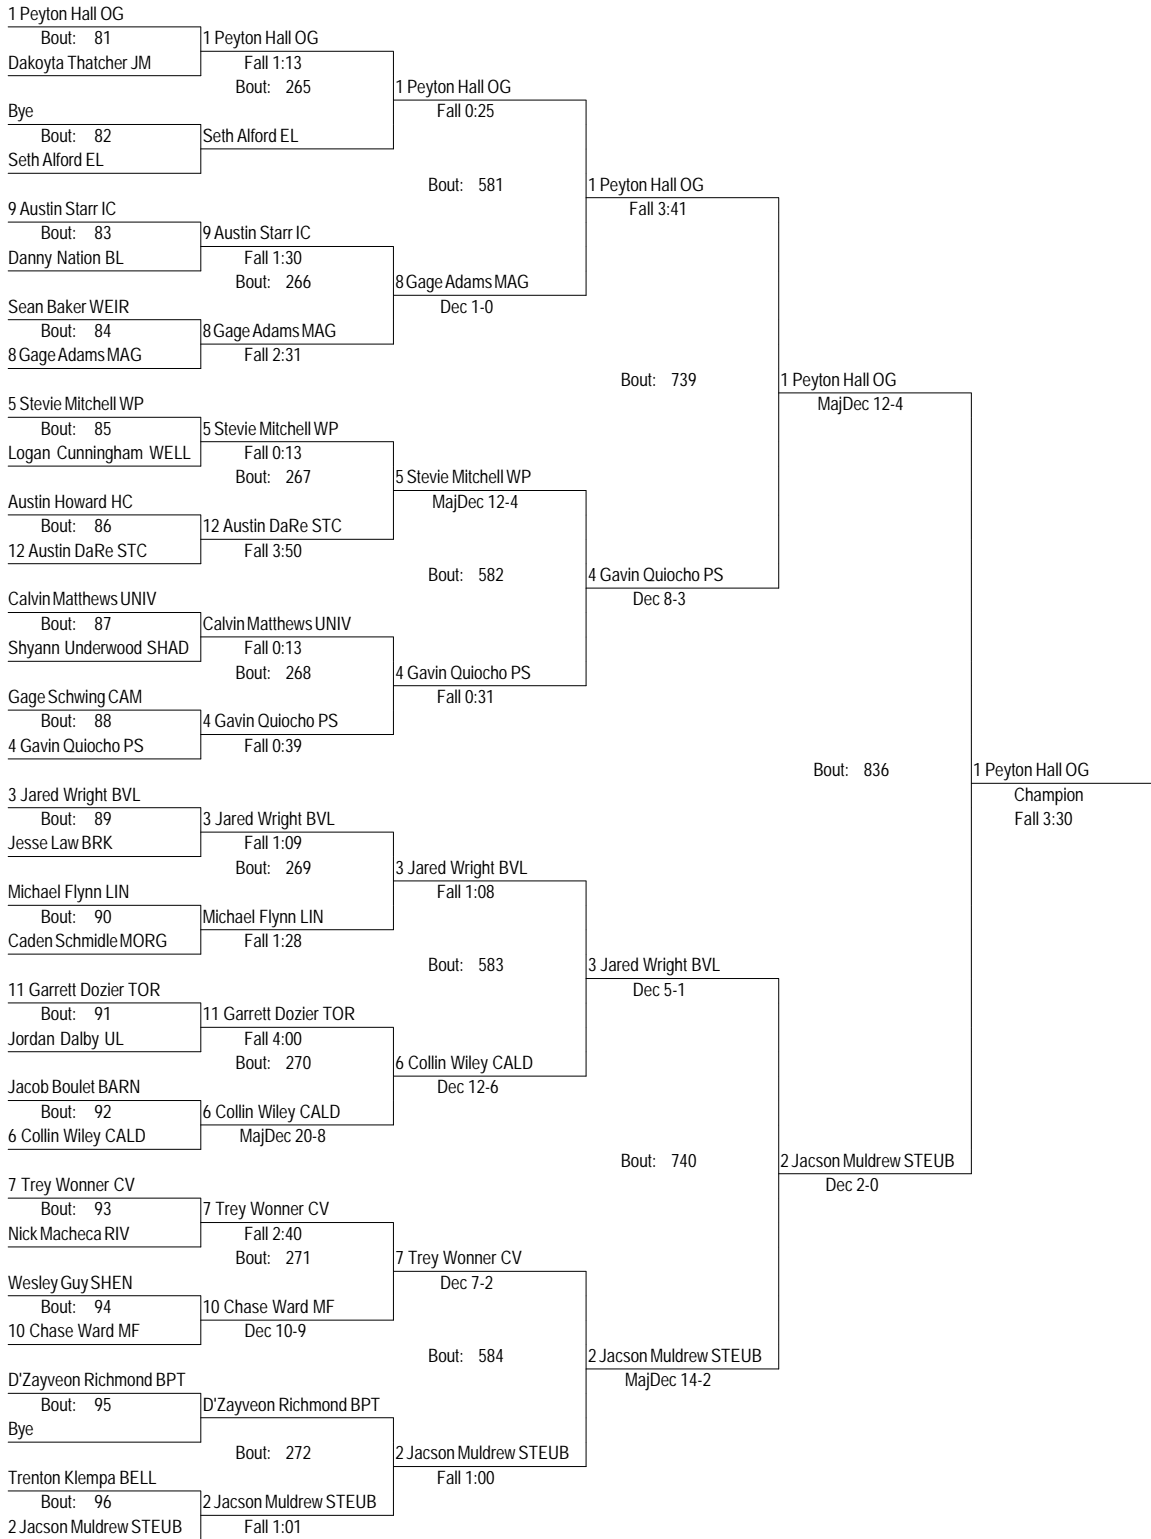 1 Peyton Hall OG
Bout: 81
Dakoyta Thatcher JM
Bye
Bout: 82
Seth Alford EL
9 Austin Starr IC
Bout: 83
Danny Nation BL
Sean Baker WEIR
Bout: 84
8 Gage Adams MAG
5 Stevie Mitchell WP
Bout: 85
Logan Cunningham WELL
Austin Howard HC
Bout: 86
12 Austin DaRe STC
Calvin Matthews UNIV
Bout: 87
Shyann Underwood SHAD
Gage Schwing CAM
Bout: 88
4 Gavin Quiocho PS
3 Jared Wright BVL
Bout: 89
Jesse Law BRK
Michael Flynn LIN
Bout: 90
Caden Schmidle MORG
11 Garrett Dozier TOR
Bout: 91
Jordan Dalby UL
Jacob Boulet BARN
Bout: 92
6 Collin Wiley CALD
7 Trey Wonner CV
Bout: 93
Nick Macheca RIV
Wesley Guy SHEN
Bout: 94
10 Chase Ward MF
D'Zayveon Richmond BPT
Bout: 95
Bye
Trenton Klempa BELL
Bout: 96
2 Jacson Muldrew STEUB
1 Peyton Hall OG
Fall 1:13
Bout: 265
Seth Alford EL
9 Austin Starr IC
Fall 1:30
Bout: 266
8 Gage Adams MAG
Fall 2:31
5 Stevie Mitchell WP
Fall 0:13
Bout: 267
12 Austin DaRe STC
Fall 3:50
Calvin Matthews UNIV
Fall 0:13
Bout: 268
4 Gavin Quiocho PS
Fall 0:39
3 Jared Wright BVL
Fall 1:09
Bout: 269
Michael Flynn LIN
Fall 1:28
11 Garrett Dozier TOR
Fall 4:00
Bout: 270
6 Collin Wiley CALD
MajDec 20-8
7 Trey Wonner CV
Fall 2:40
Bout: 271
10 Chase Ward MF
Dec 10-9
D'Zayveon Richmond BPT
Bout: 272
2 Jacson Muldrew STEUB
Fall 1:01
1 Peyton Hall OG
Fall 0:25
Bout: 581
8 Gage Adams MAG
Dec 1-0
5 Stevie Mitchell WP
MajDec 12-4
Bout: 582
4 Gavin Quiocho PS
Fall 0:31
3 Jared Wright BVL
Fall 1:08
Bout: 583
6 Collin Wiley CALD
Dec 12-6
7 Trey Wonner CV
Dec 7-2
Bout: 584
2 Jacson Muldrew STEUB
Fall 1:00
1 Peyton Hall OG
Fall 3:41
Bout: 739
4 Gavin Quiocho PS
Dec 8-3
3 Jared Wright BVL
Dec 5-1
Bout: 740
2 Jacson Muldrew STEUB
MajDec 14-2
1 Peyton Hall OG
MajDec 12-4
Bout: 836
2 Jacson Muldrew STEUB
Dec 2-0
1 Peyton Hall OG
Champion
Fall 3:30